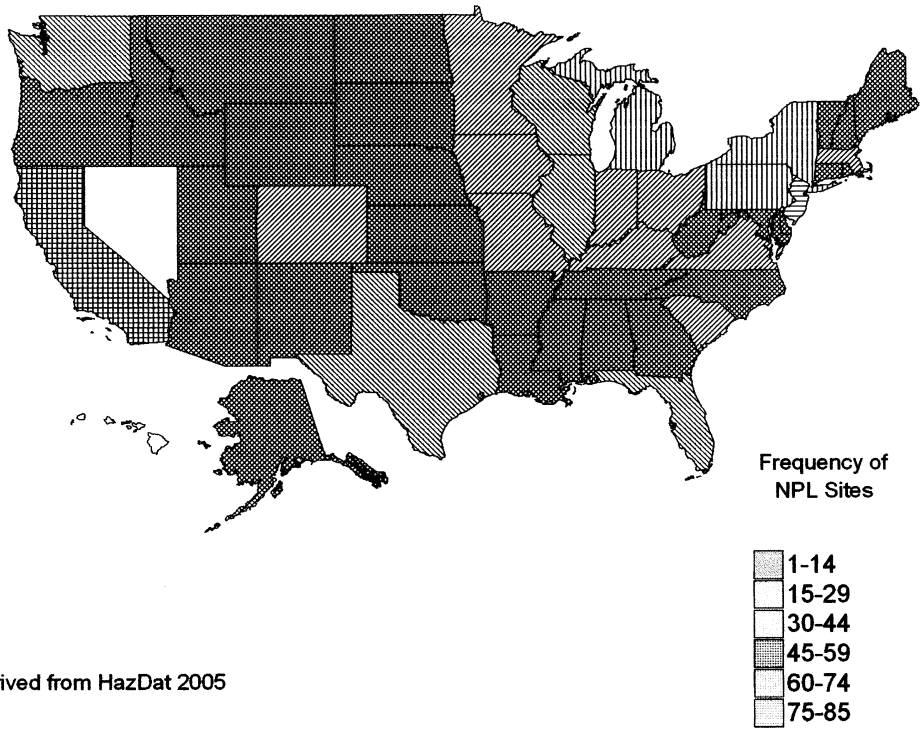 Frequency of
NPL Sites
1-14
15-29
30-44
45-59
60-74
75-85
ived from HazDat 2005